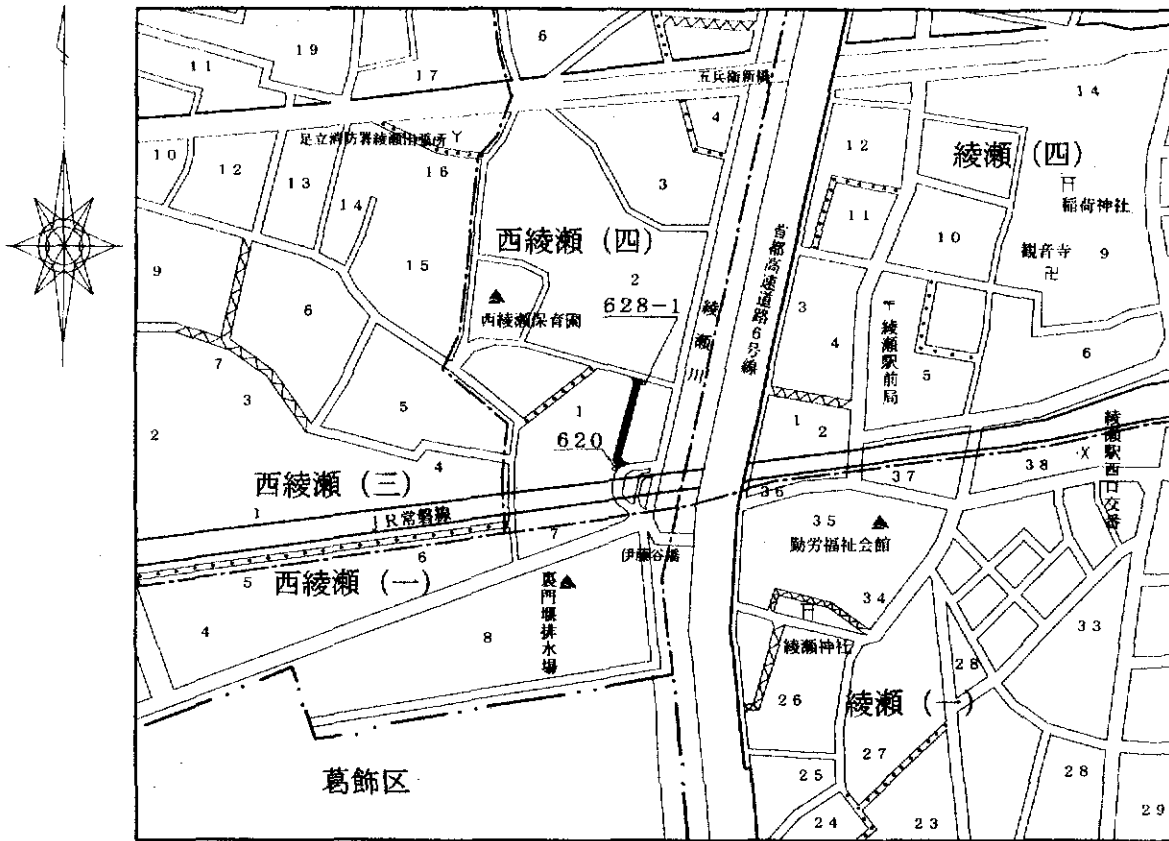 6
19
11
17
14
五兵衛新橋
4
足立消防署綾瀬出張所
12
綾瀬（四）
10
12
13
16
稲荷神社
3
14
11
西綾瀬（四）
10
観音寺
9
9
15
2
628-1
綾瀬川
首都高速道路6号線
西綾瀬保育園
6
3
4
綾瀬駅前局
5
6
7
3
5
1
620
1
2
2
4
綾瀬駅西口交番
西綾瀬（三）
38
37
36
1
JR常磐線
35
7
勤労福祉会館
伊藤谷橋
6
5
西綾瀬（一）
裏門堰排水場
34
33
4
8
綾瀬神社
28
26
綾瀬（一）
27
葛飾区
25
28
24
23
29